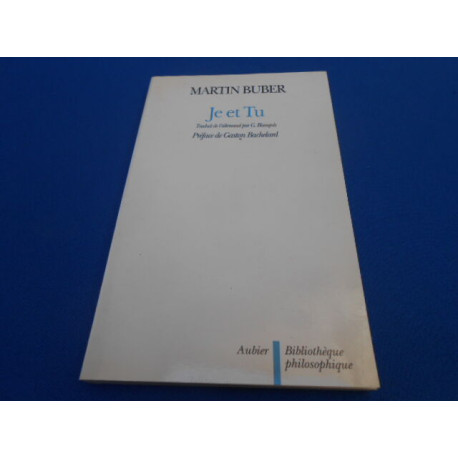 MARTIN BUBER
Je et Tu
Traduit de l'allemand par G. Bianquis
Préface de Gaston Bachelard
Aubier
Bibliothèque
philosophique